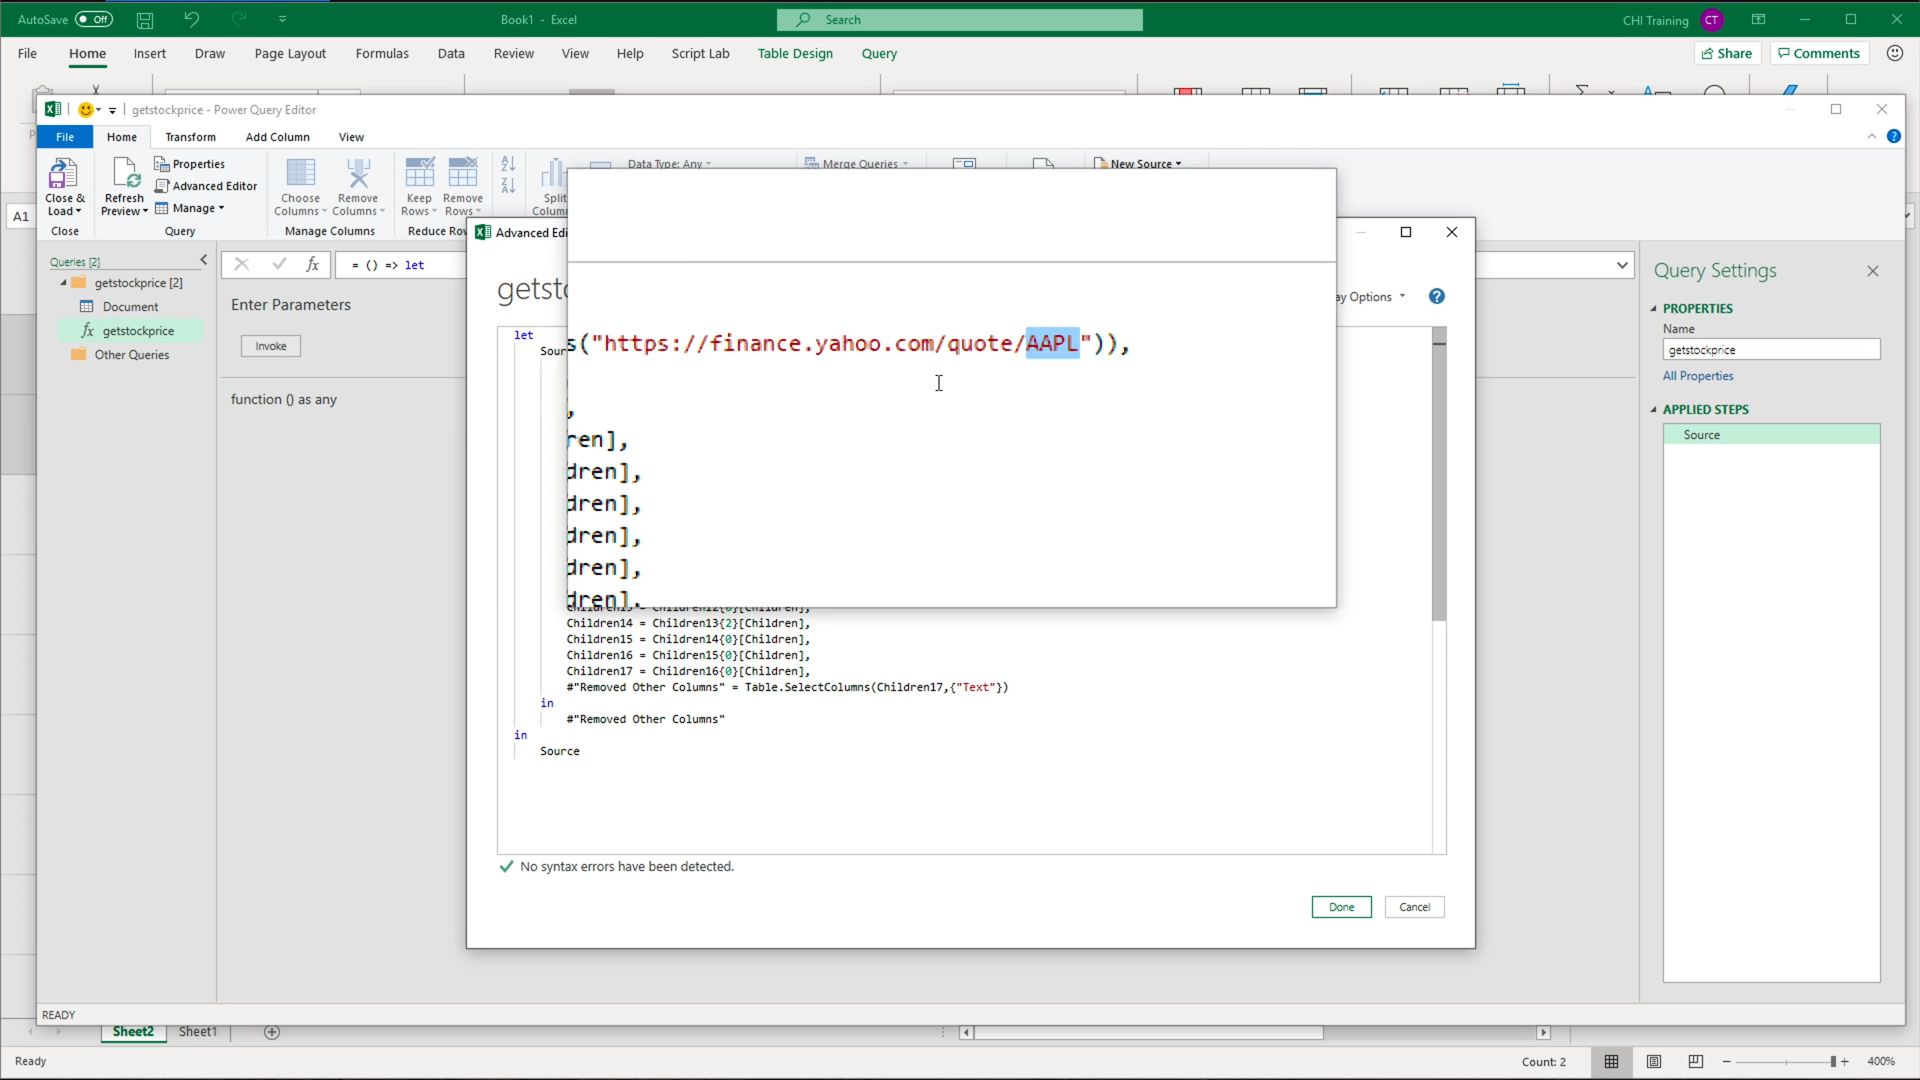 AutoSave Off
Book1 - Excel
Search
CHI Training CT
File Home Insert Draw Page Layout Formulas Data Review View Help Script Lab Table Design Query
Share Comments
getstockprice - Power Query Editor
File Home Transform Add Column View
Close & Load
Close
Refresh Preview
Properties
Advanced Editor
Manage
Query
Choose Columns
Remove Columns
Manage Columns
Keep Rows
Remove Rows
Split
Data Type: Any
Merge Queries
New Source
A1
Advanced Edi
Queries [2]
getstockprice [2]
Document
fx getstockprice
Other Queries
fx
= () => let
Enter Parameters
Invoke
function () as any
ay Options
let
s("https://finance.yahoo.com/quote/AAPL")),
,
ren],
dren],
dren],
dren],
dren],
dren],
Children14 = Children13{2}[Children],
Children15 = Children14{0}[Children],
Children16 = Children15{0}[Children],
Children17 = Children16{0}[Children],
#"Removed Other Columns" = Table.SelectColumns(Children17,{"Text"})
in
#"Removed Other Columns"
in
Source
No syntax errors have been detected.
Done Cancel
Query Settings
PROPERTIES
Name
getstockprice
All Properties
APPLIED STEPS
Source
READY
Sheet2 Sheet1
Ready
Count: 2
400%